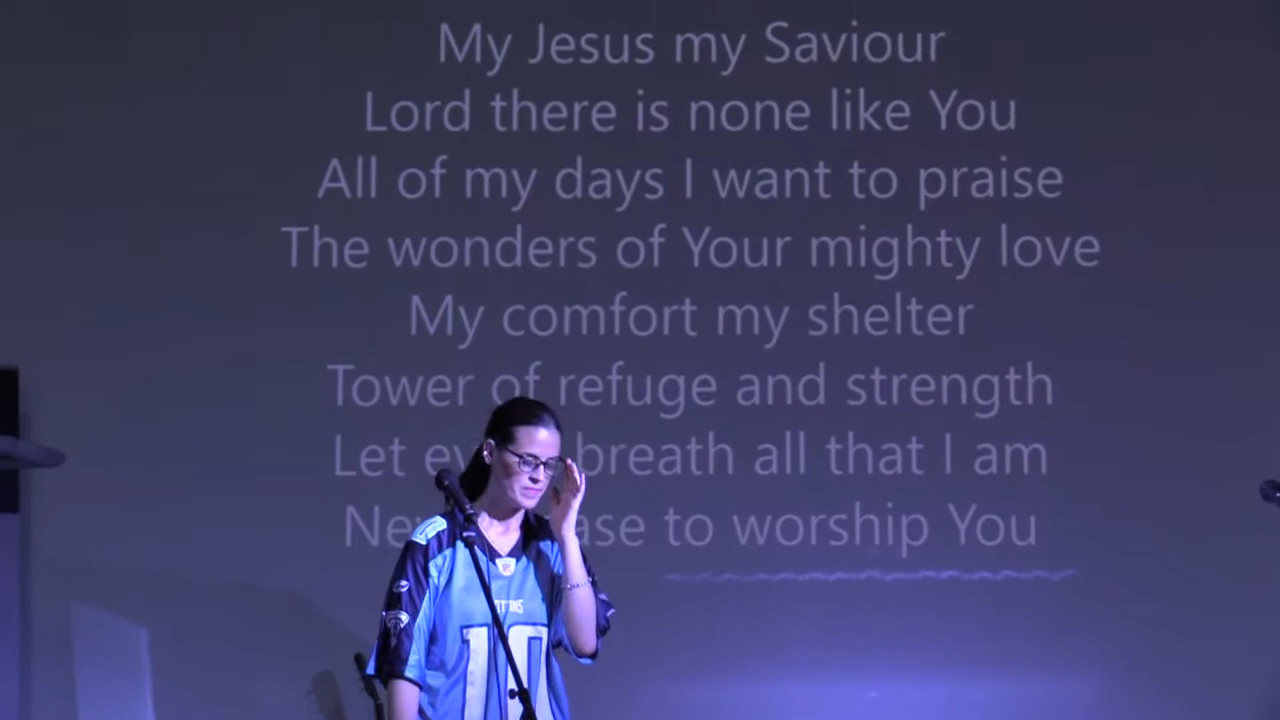 My Jesus my Saviour
Lord there is none like You
All of my days I want to praise
The wonders of Your mighty love
My comfort my shelter
Tower of refuge and strength
Let breath all that I am
to worship You
10